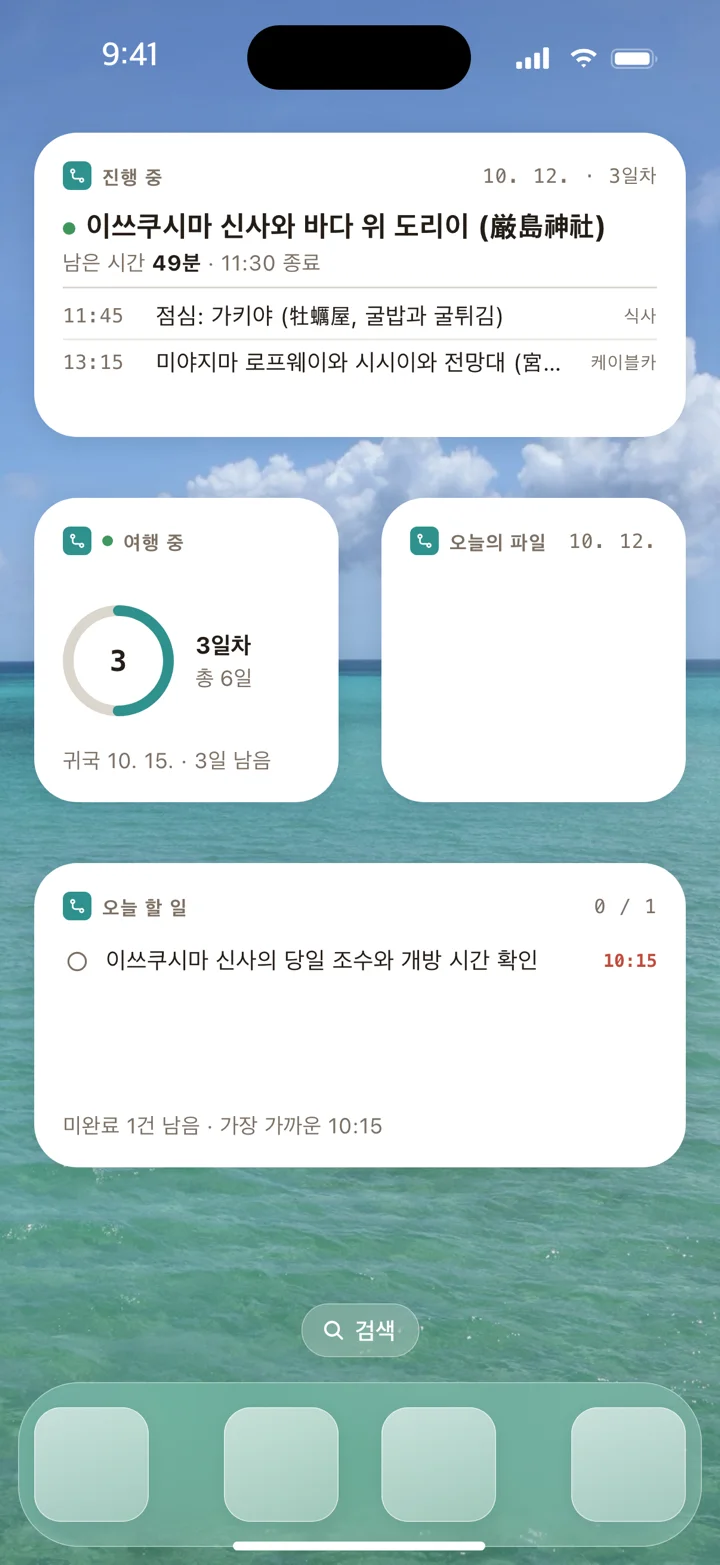 9:41
진행 중 10. 12. · 3일차
이쓰쿠시마 신사와 바다 위 도리이 (厳島神社)
남은 시간 49분 · 11:30 종료
11:45 점심: 가키야 (牡蠣屋, 굴밥과 굴튀김) 식사
13:15 미야지마 로프웨이와 시시이와 전망대 (宮... 케이블카
여행 중
3
3일차
총 6일
귀국 10. 15. · 3일 남음
오늘의 파일 10. 12.
오늘 할 일 0 / 1
이쓰쿠시마 신사의 당일 조수와 개방 시간 확인 10:15
미완료 1건 남음 · 가장 가까운 10:15
검색